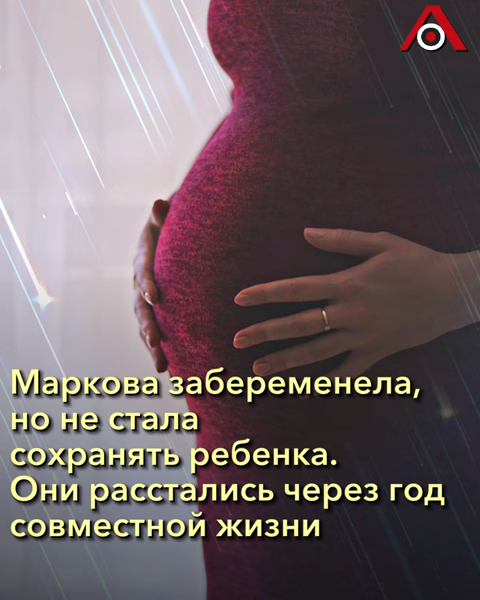 Маркова забеременела,
но не стала
сохранять ребенка.
Они расстались через год
совместной жизни